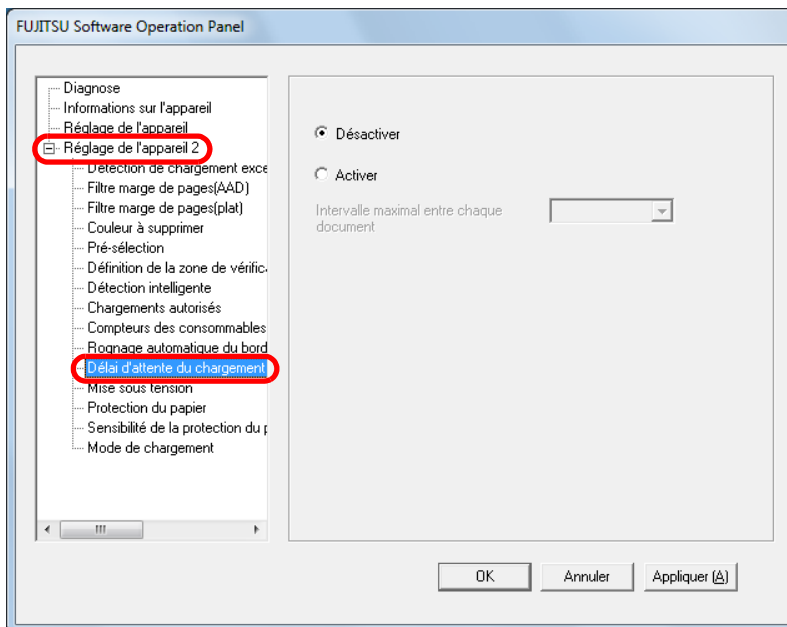 FUJITSU Software Operation Panel
Diagnose
Informations sur l'appareil
Réglage de l'appareil
Réglage de l'appareil 2
Détection de chargement exce
Filtre marge de pages(AAD)
Filtre marge de pages(plat)
Couleur à supprimer
Pré-sélection
Définition de la zone de vérific
Détection intelligente
Chargements autorisés
Compteurs des consommables
Rognage automatique du bord
Délai d'attente du chargement
Mise sous tension
Protection du papier
Sensibilité de la protection du p
Mode de chargement
Désactiver
Activer
Intervalle maximal entre chaque
document
OK
Annuler
Appliquer (A)